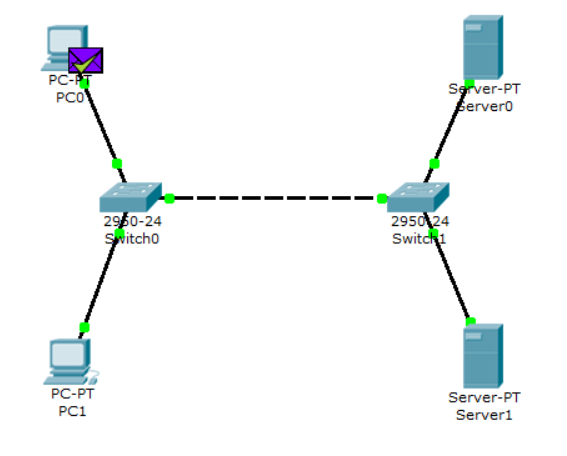 PC-PT
PC0
Server-PT
Server0
2950-24
Switch0
2950-24
Switch1
PC-PT
PC1
Server-PT
Server1